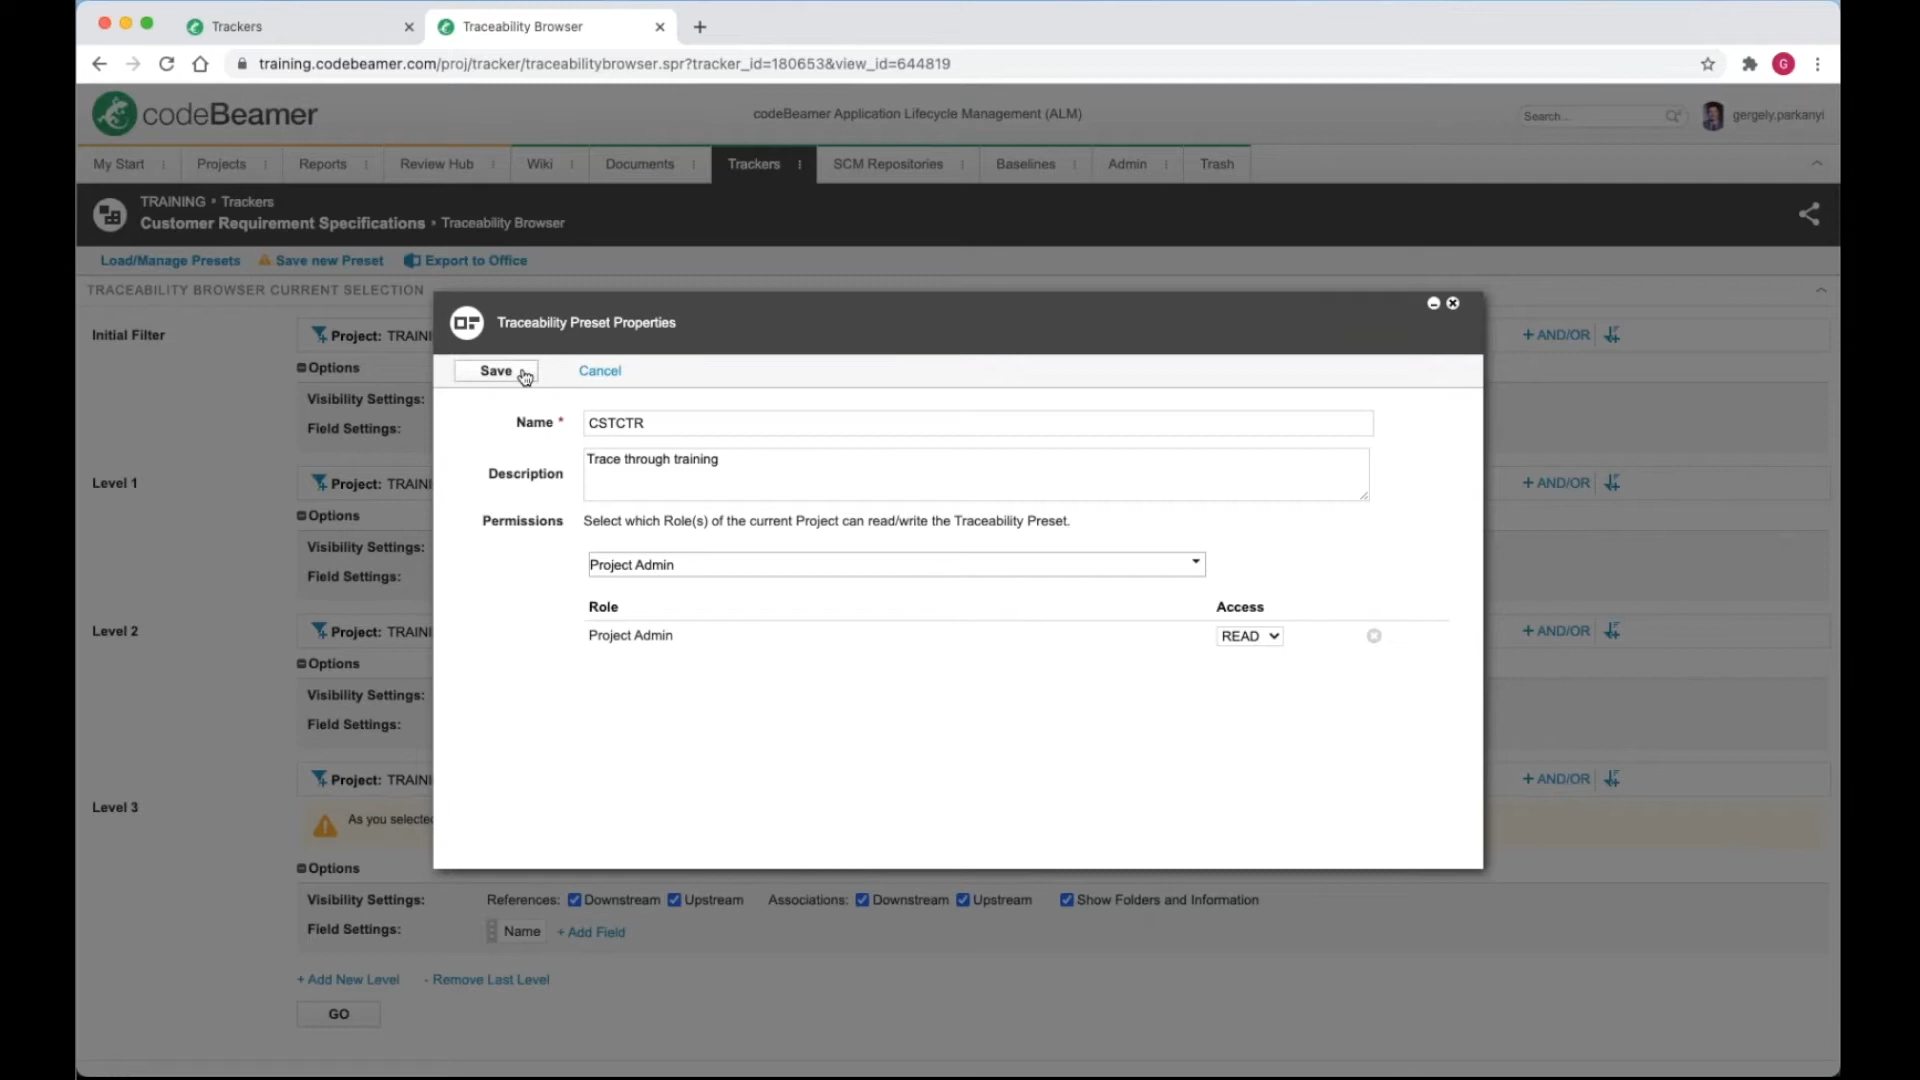 Trackers
Traceability Browser
training.codebeamer.com/proj/tracker/traceabilitybrowser.spr?tracker_id=180653&view_id=644819
G
codeBeamer
codeBeamer Application Lifecycle Management (ALM)
Search...
gergely.parkanyi
My Start
Projects
Reports
Review Hub
Wiki
Documents
Trackers
SCM Repositories
Baselines
Admin
Trash
TRAINING • Trackers
Customer Requirement Specifications • Traceability Browser
Load/Manage Presets
Save new Preset
Export to Office
TRACEABILITY BROWSER CURRENT SELECTION
Traceability Preset Properties
Save
Cancel
Name *
CSTCTR
Description
Trace through training
Permissions
Select which Role(s) of the current Project can read/write the Traceability Preset.
Project Admin
Role
Access
Project Admin
READ
Initial Filter
Project: TRAINI
+ AND/OR
Options
Visibility Settings:
Field Settings:
Level 1
Project: TRAINI
+ AND/OR
Options
Visibility Settings:
Field Settings:
Level 2
Project: TRAINI
+ AND/OR
Options
Visibility Settings:
Field Settings:
Level 3
Project: TRAINI
+ AND/OR
As you selected
Options
Visibility Settings:
References: Downstream Upstream Associations: Downstream Upstream Show Folders and Information
Field Settings:
Name + Add Field
+ Add New Level - Remove Last Level
GO